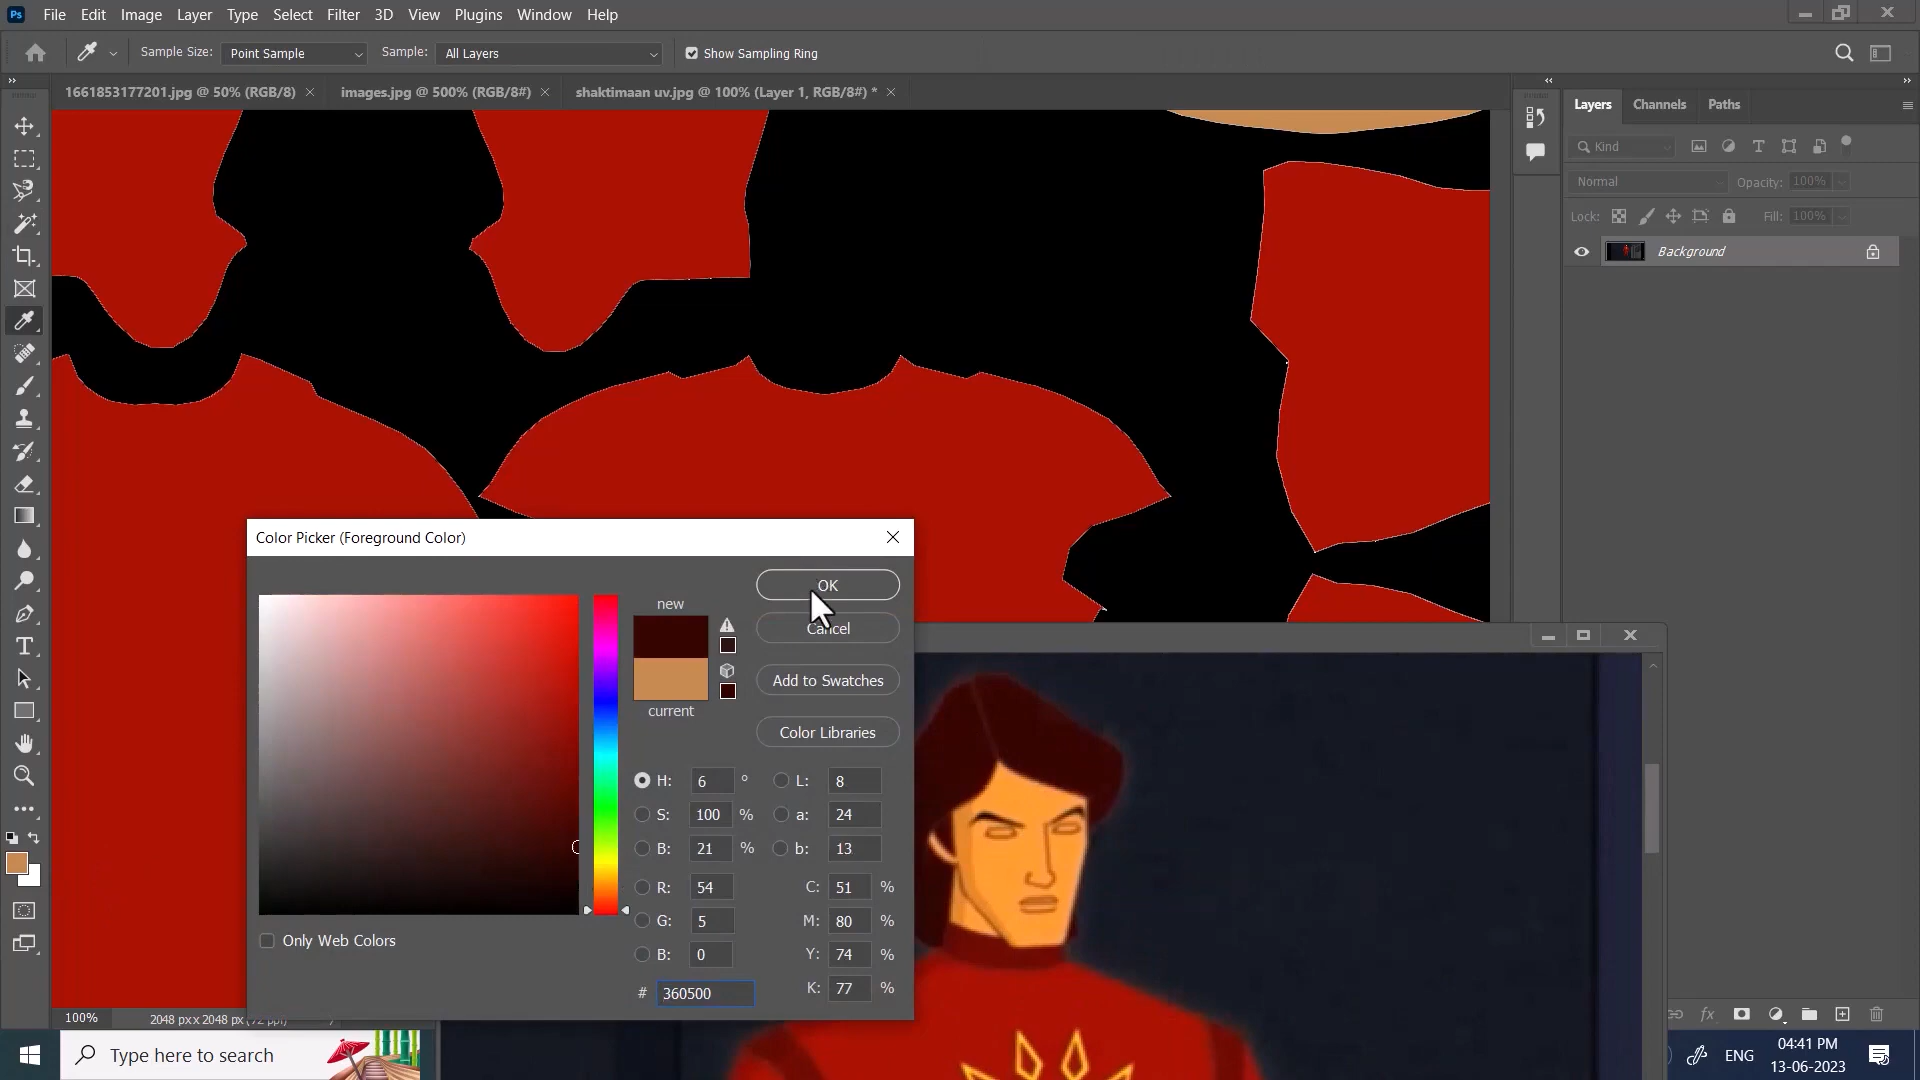 Ps File Edit Image Layer Type Select Filter 3D View Plugins Window Help
Sample Size: Point Sample Sample: All Layers Show Sampling Ring
1661853177201.jpg @ 50% (RGB/8) images.jpg @ 500% (RGB/8#) shaktimaan uv.jpg @ 100% (Layer 1, RGB/8#) *
Layers Channels Paths
Kind
Normal Opacity: 100%
Lock: Fill: 100%
Background
Color Picker (Foreground Color)
OK
new
Cancel
Add to Swatches
current
Color Libraries
H: 6 ° L: 8
S: 100 % a: 24
B: 21 % b: 13
R: 54 C: 51 %
G: 5 M: 80 %
Only Web Colors
B: 0 Y: 74 %
# 360500 K: 77 %
100% 2048 px x 2048 px (72 ppi)
Type here to search
ENG 04:41 PM
13-06-2023